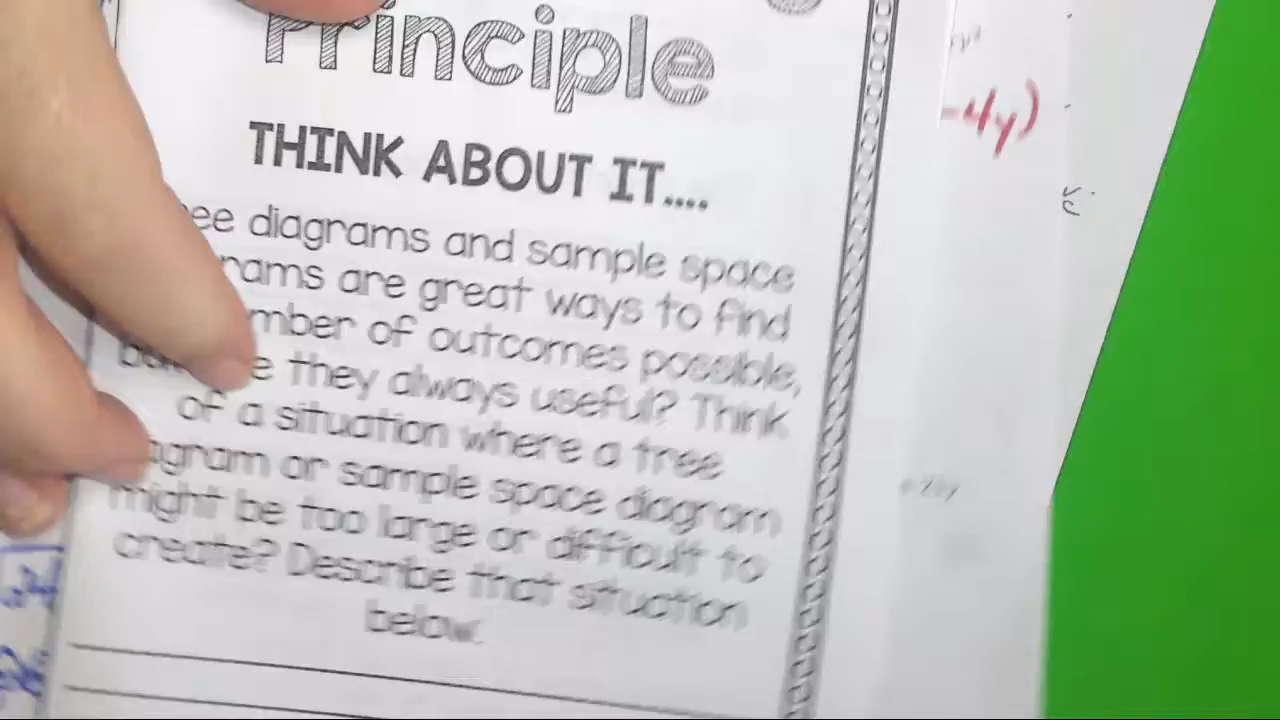 Principle
THINK ABOUT IT....
ee diagrams and sample space
rams are great ways to find
mber of outcomes possible,
e they always useful? Think
of a situation where a tree
agram or sample space diagram
might be too large or difficult to
create? Describe that situation
below.
-4y)